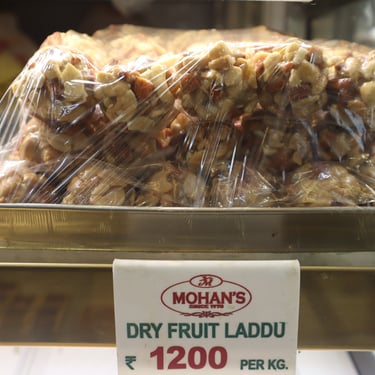 MOHAN'S
DRY FRUIT LADDU
₹ 1200 PER KG.